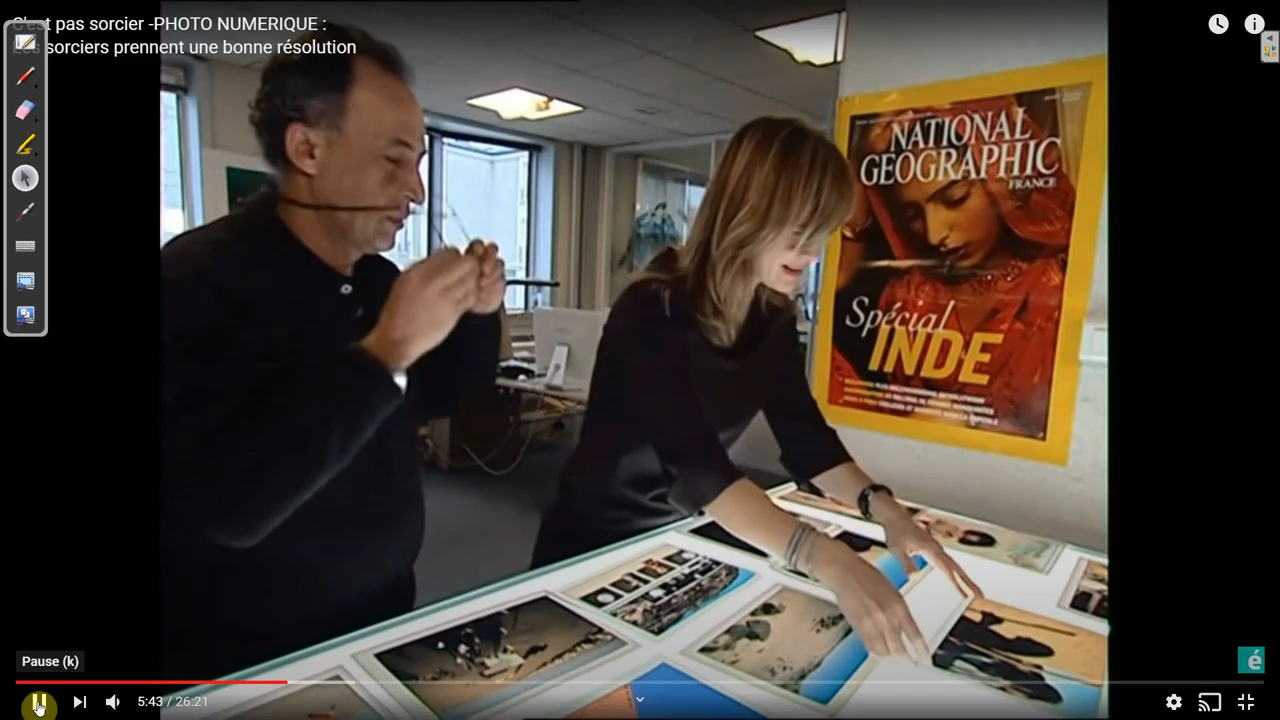 C'est pas sorcier -PHOTO NUMERIQUE :
Les sorciers prennent une bonne résolution
NATIONAL
GEOGRAPHIC
FRANCE
Spécial
INDE
Pause (k)
5:43 / 26:21
é